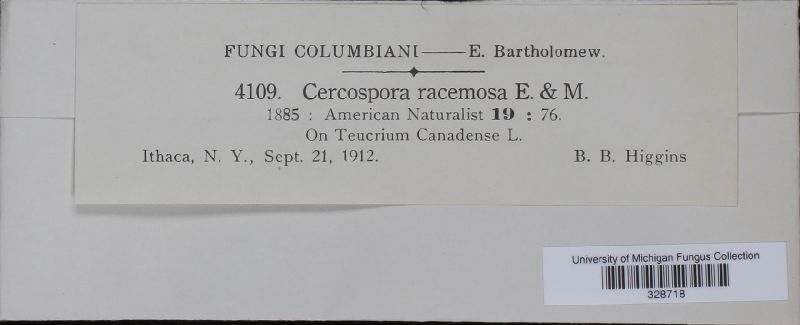 FUNGI COLUMBIANI——E. Bartholomew.
4109. Cercospora racemosa E. & M.
1885 : American Naturalist 19 : 76.
On Teucrium Canadense L.
Ithaca, N. Y., Sept. 21, 1912. B. B. Higgins
University of Michigan Fungus Collection
328718